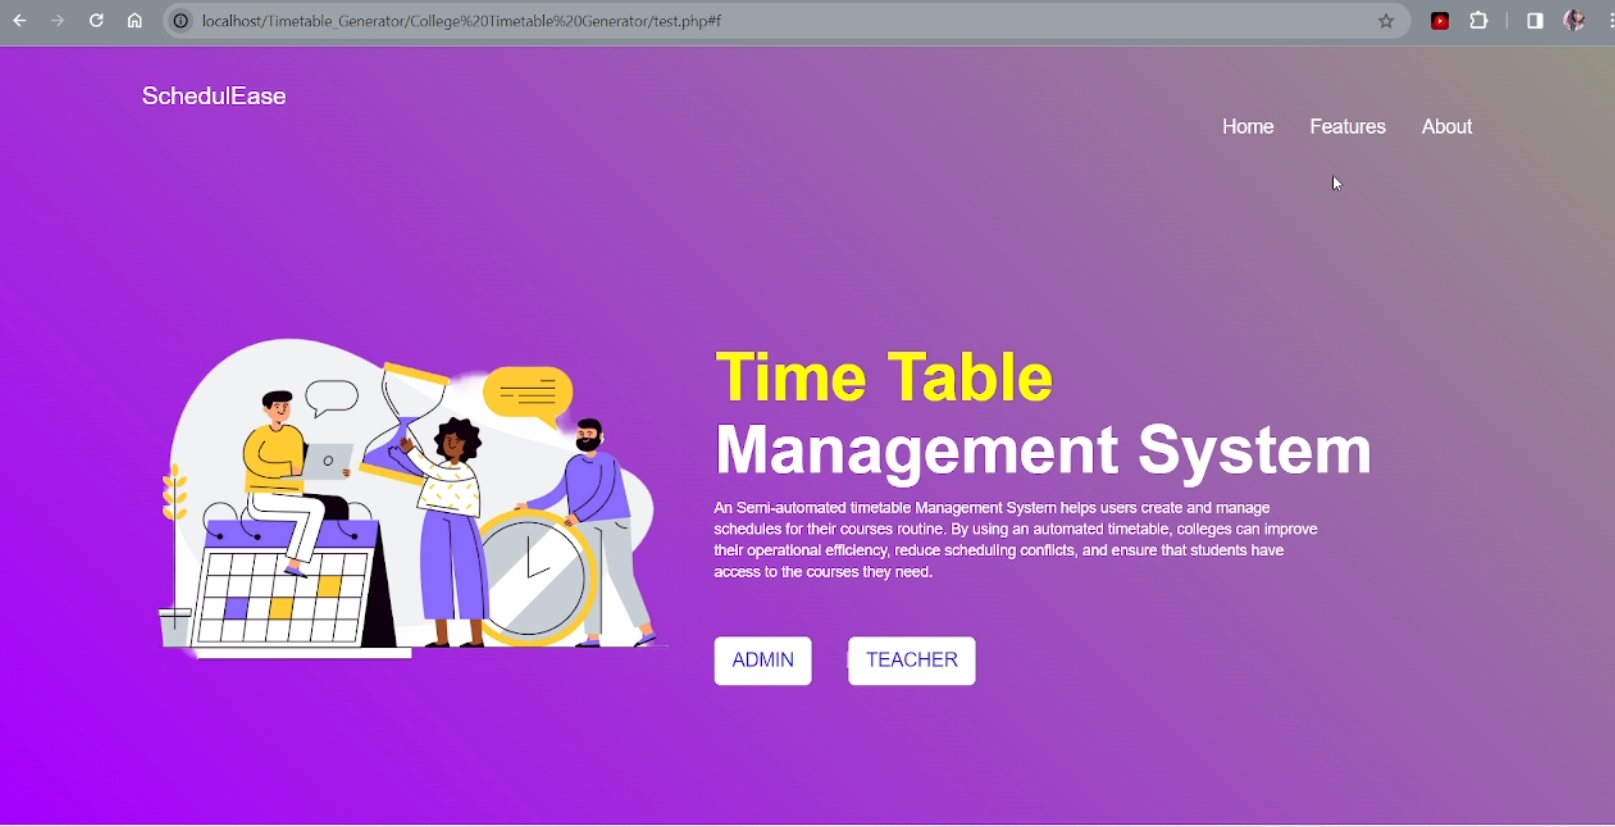 localhost/Timetable_Generator/College%20Timetable%20Generator/test.php#f
SchedulEase
Home Features About
Time Table
Management System
An Semi-automated timetable Management System helps users create and manage
schedules for their courses routine. By using an automated timetable, colleges can improve
their operational efficiency, reduce scheduling conflicts, and ensure that students have
access to the courses they need.
ADMIN TEACHER